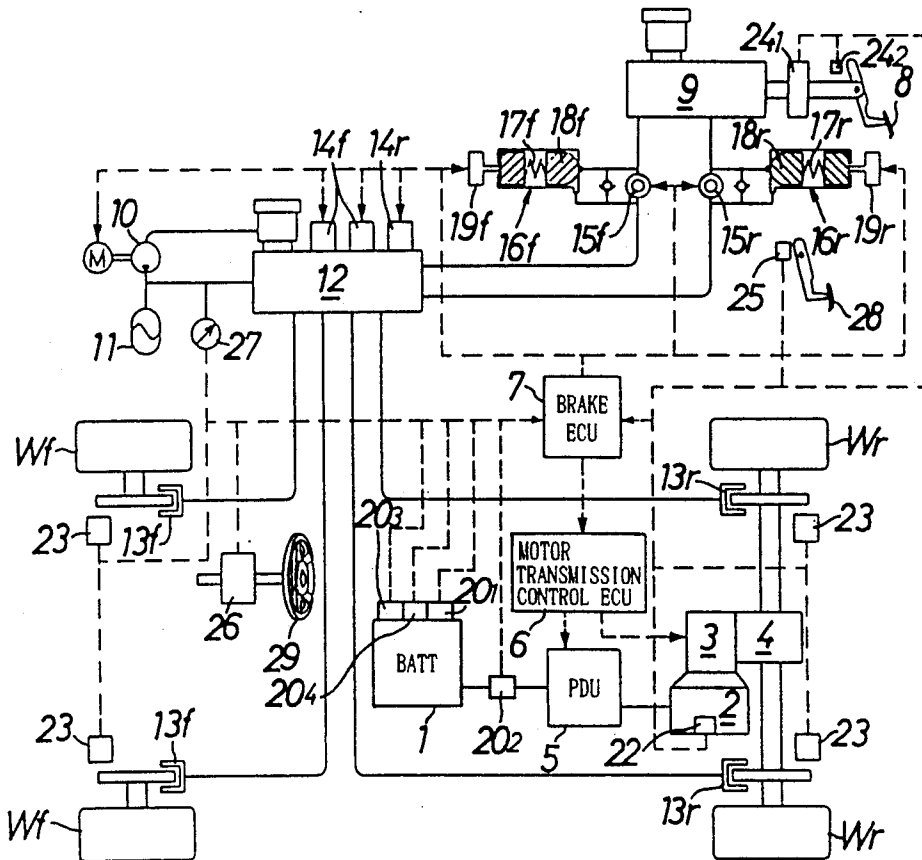 24₁
24₂
8
9
17f 18f
18r 17r
14f 14r
19f 16f 15f
15r 16r 19r
10
M
12
25
28
11
27
7
BRAKE
ECU
Wf
Wr
13r
13f
23
23
20₃
20₁
MOTOR
TRANSMISSION
CONTROL ECU
26
29
BATT
20₄
6
3 4
PDU
2
22
1
20₂
5
23
13f
23
13r
Wf
Wr